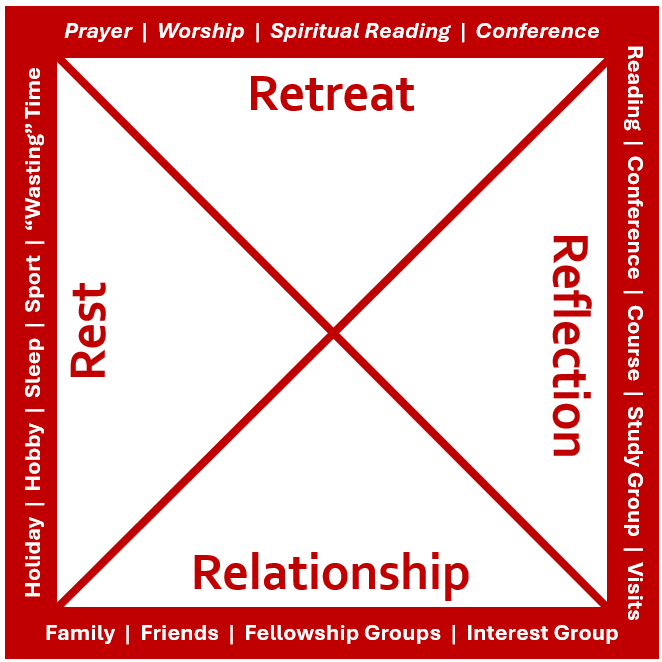 Prayer | Worship | Spiritual Reading | Conference
Retreat
Holiday | Hobby | Sleep | Sport | “Wasting” Time
Rest
Reflection
Reading | Conference | Course | Study Group | Visits
Relationship
Family | Friends | Fellowship Groups | Interest Group